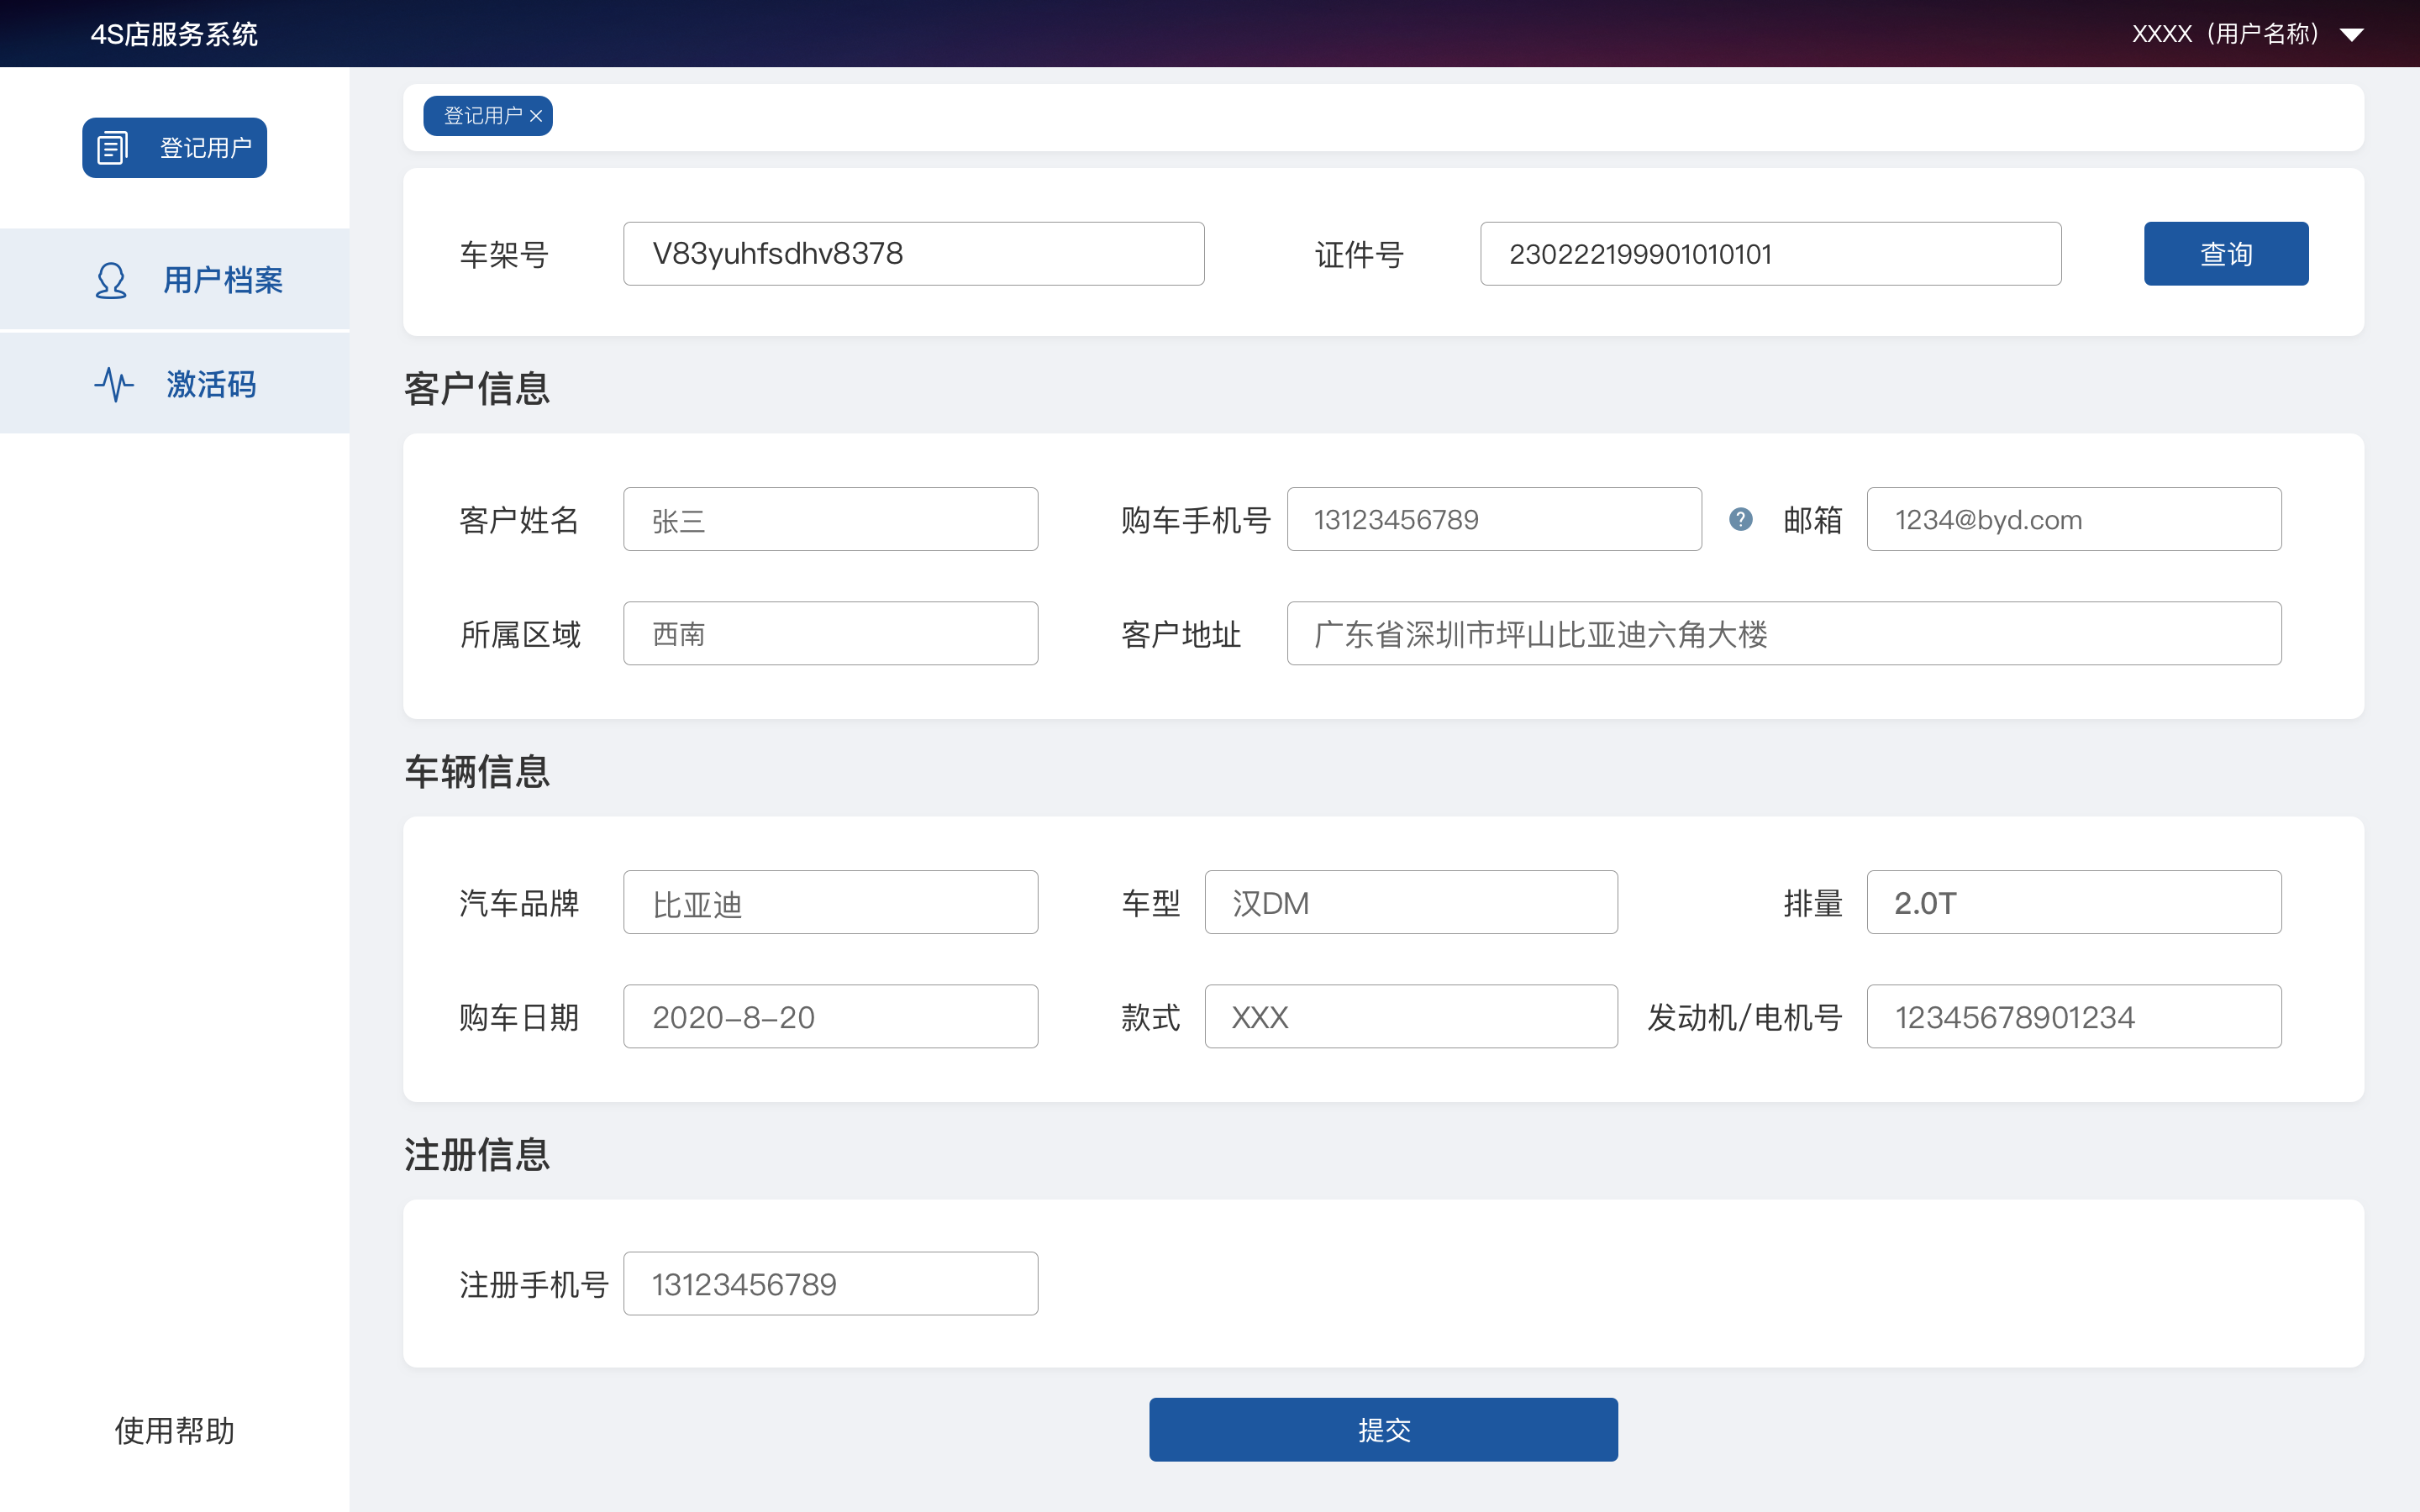 4S店服务系统
XXXX（用户名称）
登记用户
登记用户
用户档案
激活码
使用帮助
车架号 V83yuhfsdhv8378 证件号 230222199901010101 查询
客户信息
客户姓名 张三 购车手机号 13123456789 ? 邮箱 1234@byd.com
所属区域 西南 客户地址 广东省深圳市坪山比亚迪六角大楼
车辆信息
汽车品牌 比亚迪 车型 汉DM 排量 2.0T
购车日期 2020-8-20 款式 XXX 发动机/电机号 12345678901234
注册信息
注册手机号 13123456789
提交